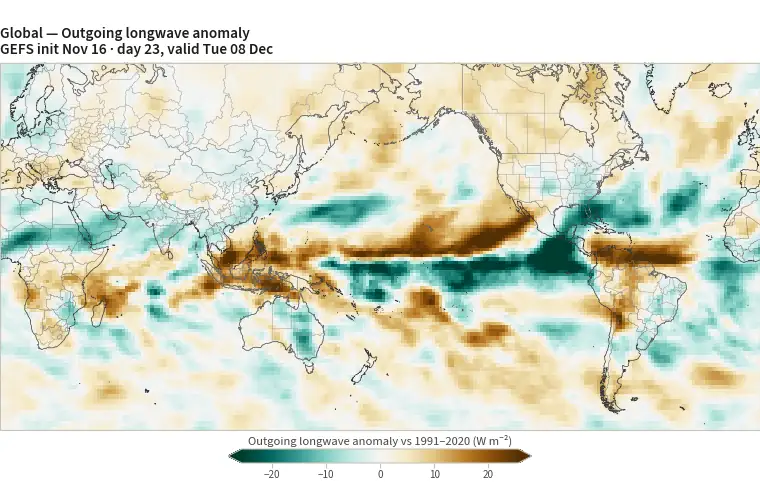 Global — Outgoing longwave anomaly
GEFS init Nov 16 · day 23, valid Tue 08 Dec
Outgoing longwave anomaly vs 1991–2020 (W m⁻²)
−20 −10 0 10 20